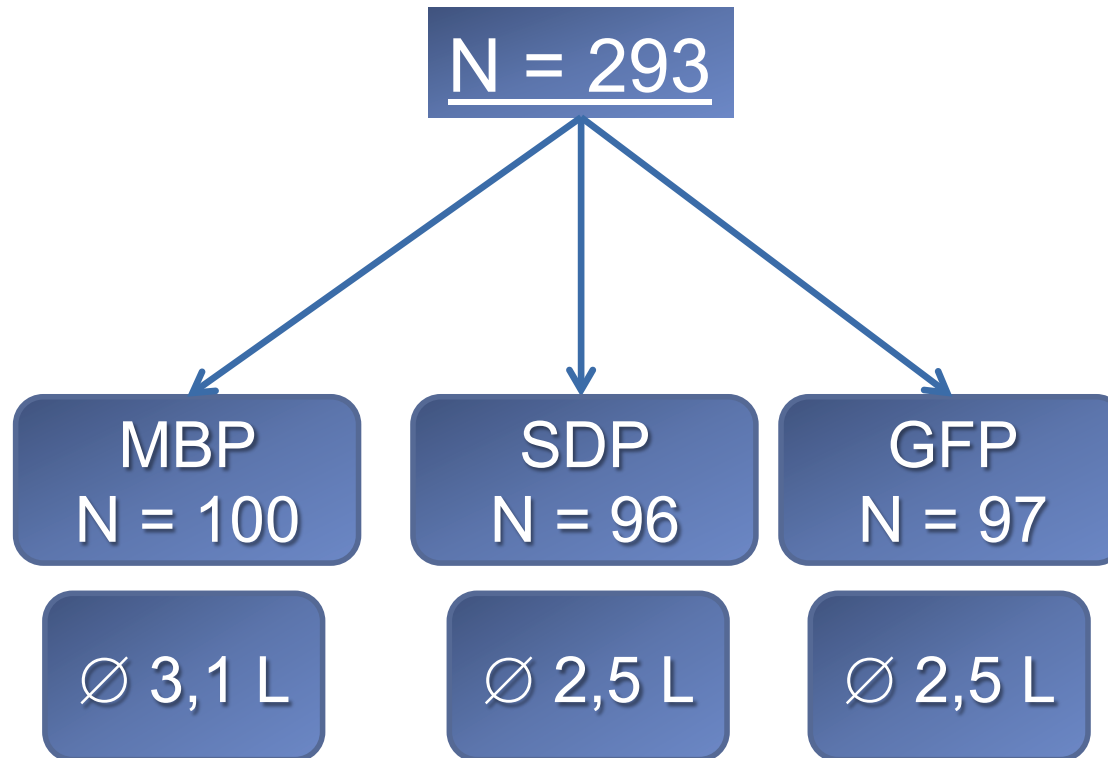 N = 293
MBP
N = 100
SDP
N = 96
GFP
N = 97
∅ 3,1 L
∅ 2,5 L
∅ 2,5 L